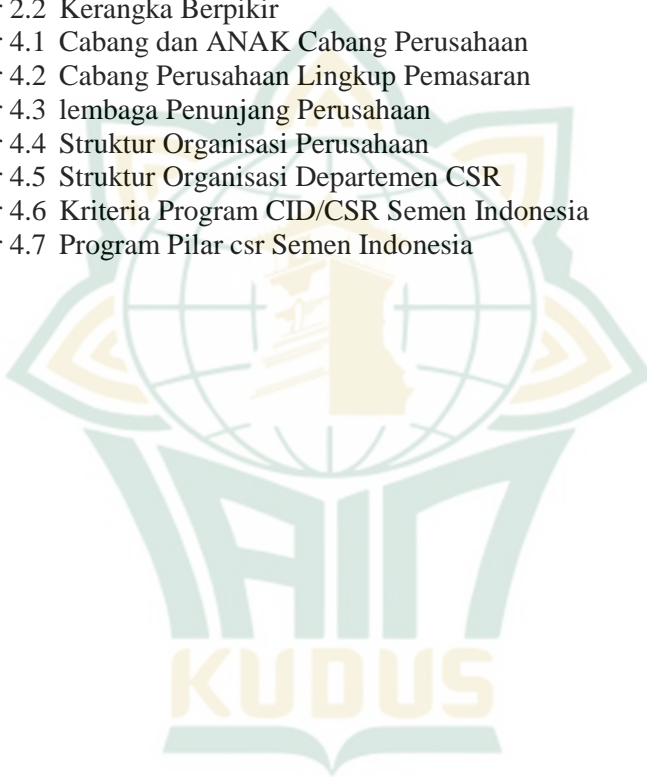 2.2 Kerangka Berpikir
4.1 Cabang dan ANAK Cabang Perusahaan
4.2 Cabang Perusahaan Lingkup Pemasaran
4.3 lembaga Penunjang Perusahaan
4.4 Struktur Organisasi Perusahaan
4.5 Struktur Organisasi Departemen CSR
4.6 Kriteria Program CID/CSR Semen Indonesia
4.7 Program Pilar csr Semen Indonesia
IAIN
KUDUS